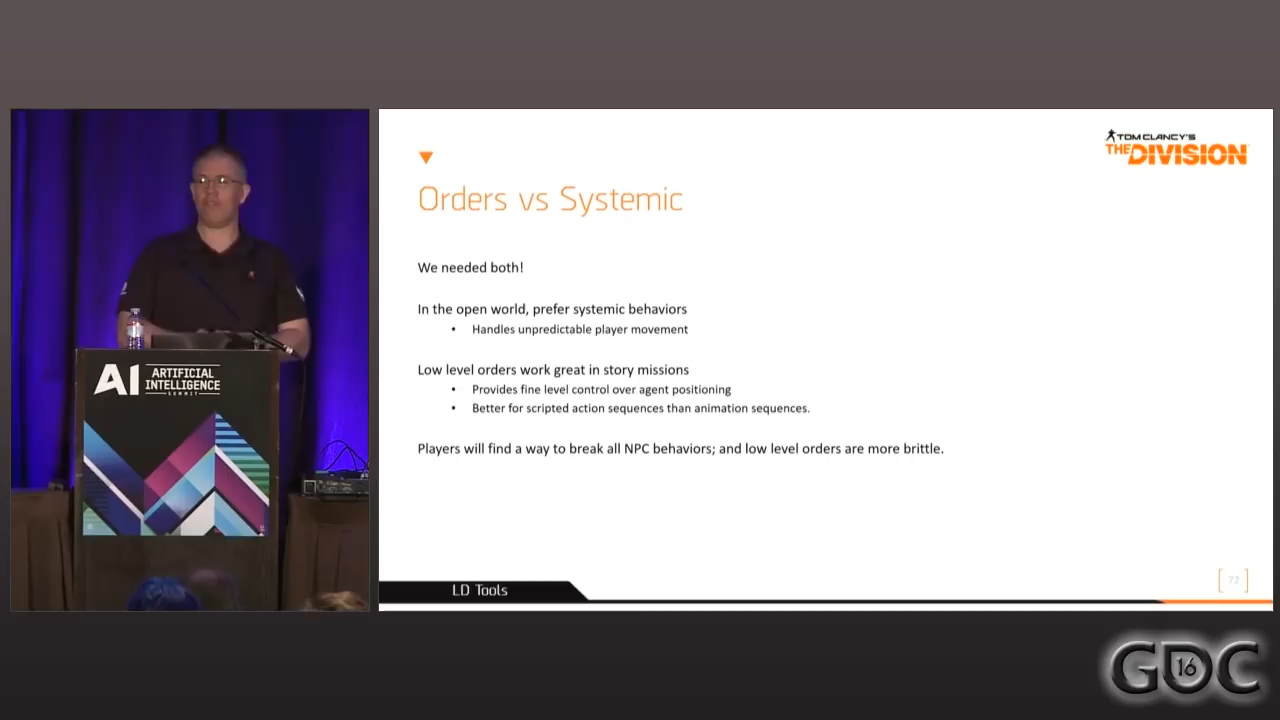 TOM CLANCY'S
THE DIVISION
Orders vs Systemic
We needed both!
In the open world, prefer systemic behaviors
• Handles unpredictable player movement
Low level orders work great in story missions
• Provides fine level control over agent positioning
• Better for scripted action sequences than animation sequences.
Players will find a way to break all NPC behaviors; and low level orders are more brittle.
LD Tools
72
AI ARTIFICIAL
INTELLIGENCE
SUMMIT
GDC
16